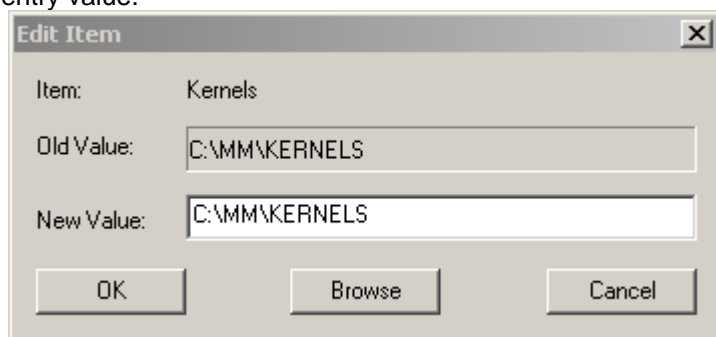 entry value.
Edit Item
Item: Kernels
Old Value: C:\MM\KERNELS
New Value: C:\MM\KERNELS
OK Browse Cancel